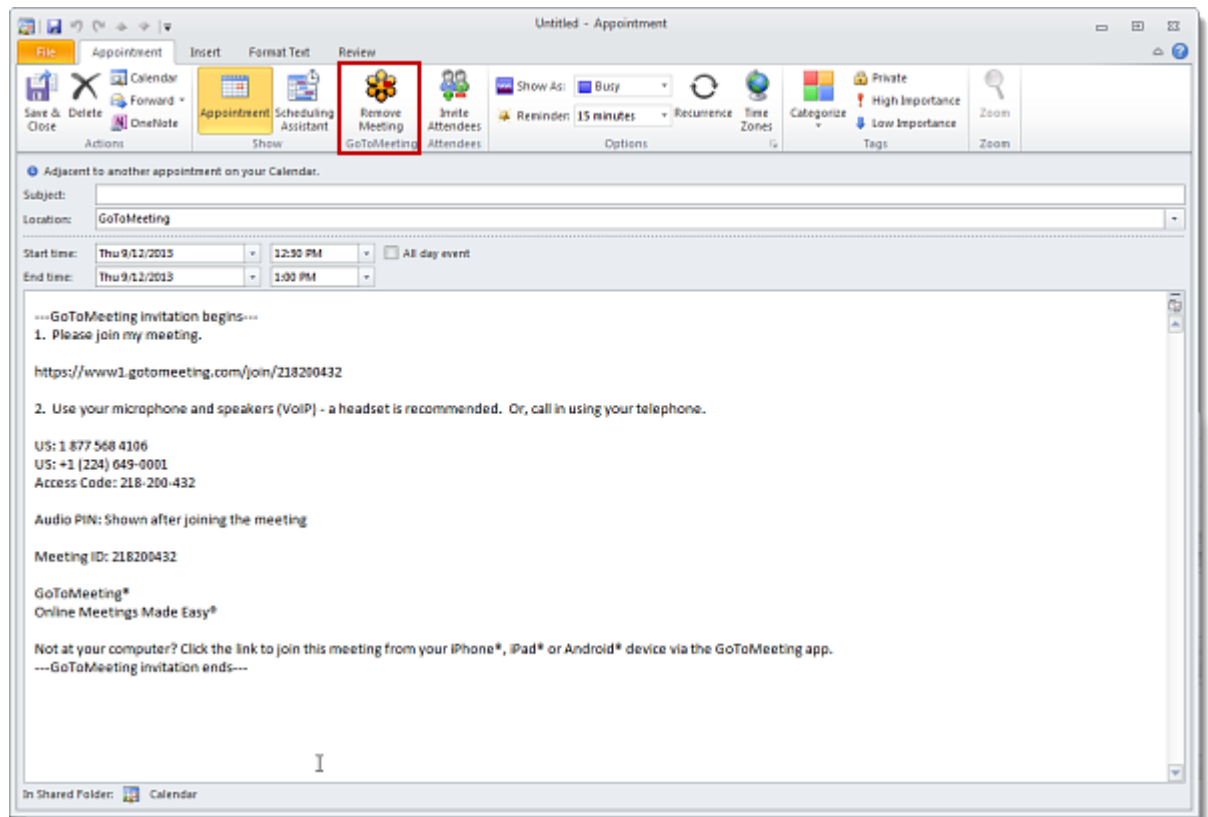 Untitled - Appointment
File Appointment Insert Format Text Review
Save & Close
Delete
Calendar
Forward
OneNote
Actions
Appointment
Scheduling Assistant
Show
Remove Meeting
GoToMeeting
Invite Attendees
Attendees
Show As: Busy
Reminder: 15 minutes
Recurrence
Time Zones
Options
Categorize
Private
High Importance
Low Importance
Tags
Zoom
Zoom
Adjacent to another appointment on your Calendar.
Subject:
Location: GoToMeeting
Start time: Thu 9/12/2013 12:30 PM All day event
End time: Thu 9/12/2013 1:00 PM
---GoToMeeting invitation begins---
1. Please join my meeting.
https://www1.gotomeeting.com/join/218200432
2. Use your microphone and speakers (VoIP) - a headset is recommended. Or, call in using your telephone.
US: 1 877 568 4106
US: +1 (224) 649-0001
Access Code: 218-200-432
Audio PIN: Shown after joining the meeting
Meeting ID: 218200432
GoToMeeting®
Online Meetings Made Easy®
Not at your computer? Click the link to join this meeting from your iPhone®, iPad® or Android® device via the GoToMeeting app.
---GoToMeeting invitation ends---
In Shared Folder: Calendar